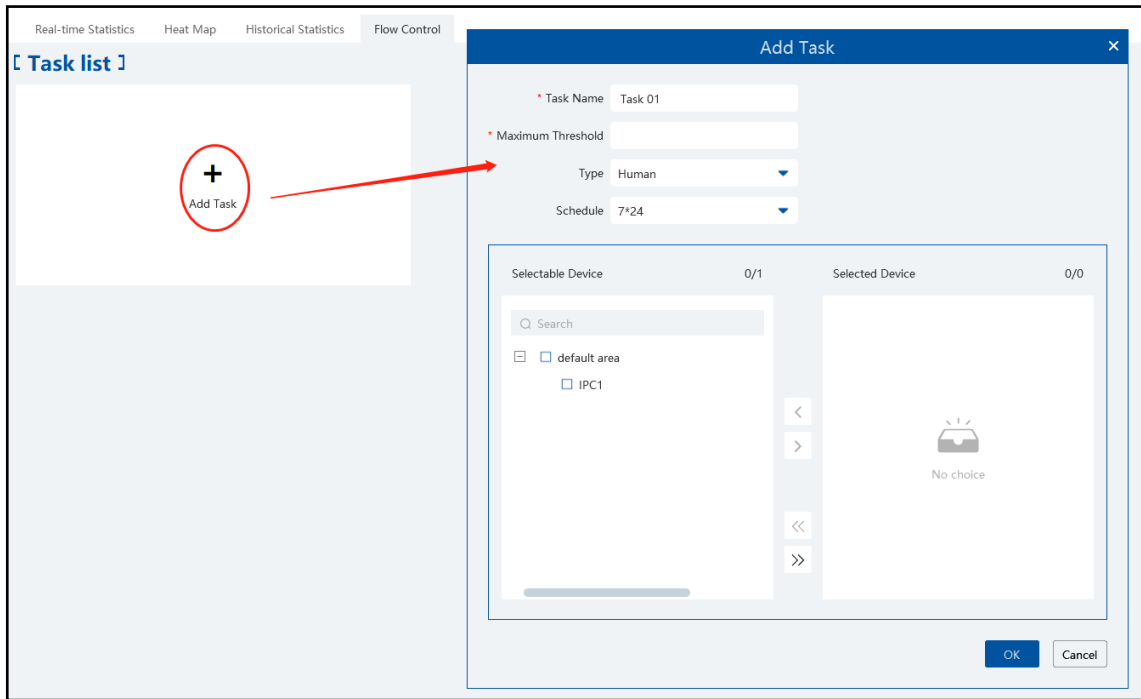 Real-time Statistics Heat Map Historical Statistics Flow Control
[ Task list ]
+
Add Task
Add Task ×
* Task Name Task 01
* Maximum Threshold
Type Human
Schedule 7*24
Selectable Device 0/1
Search
default area
IPC1
<
>
<<
>>
Selected Device 0/0
No choice
OK Cancel